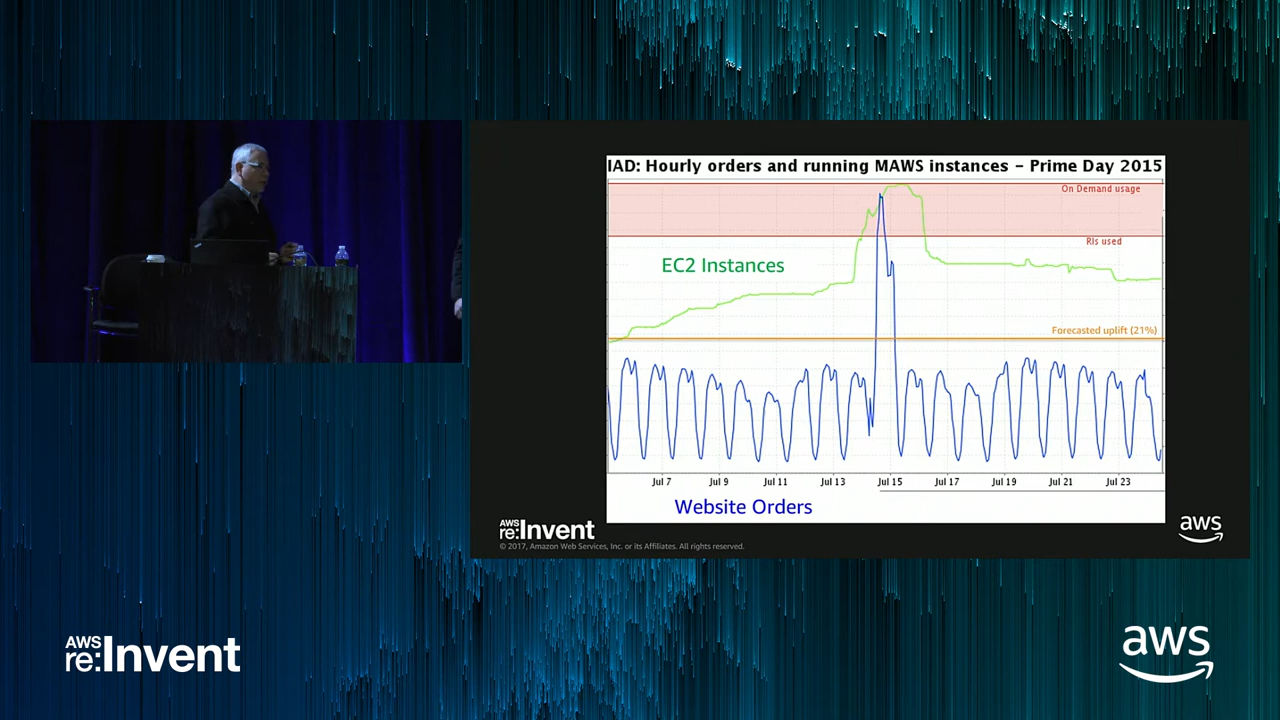 IAD: Hourly orders and running MAWS instances – Prime Day 2015
On Demand usage
RIs used
EC2 Instances
Forecasted uplift (21%)
Jul 7 Jul 9 Jul 11 Jul 13 Jul 15 Jul 17 Jul 19 Jul 21 Jul 23
Website Orders
AWS
re:Invent
aws
© 2017, Amazon Web Services, Inc. or its Affiliates. All rights reserved.
AWS
re:Invent
aws